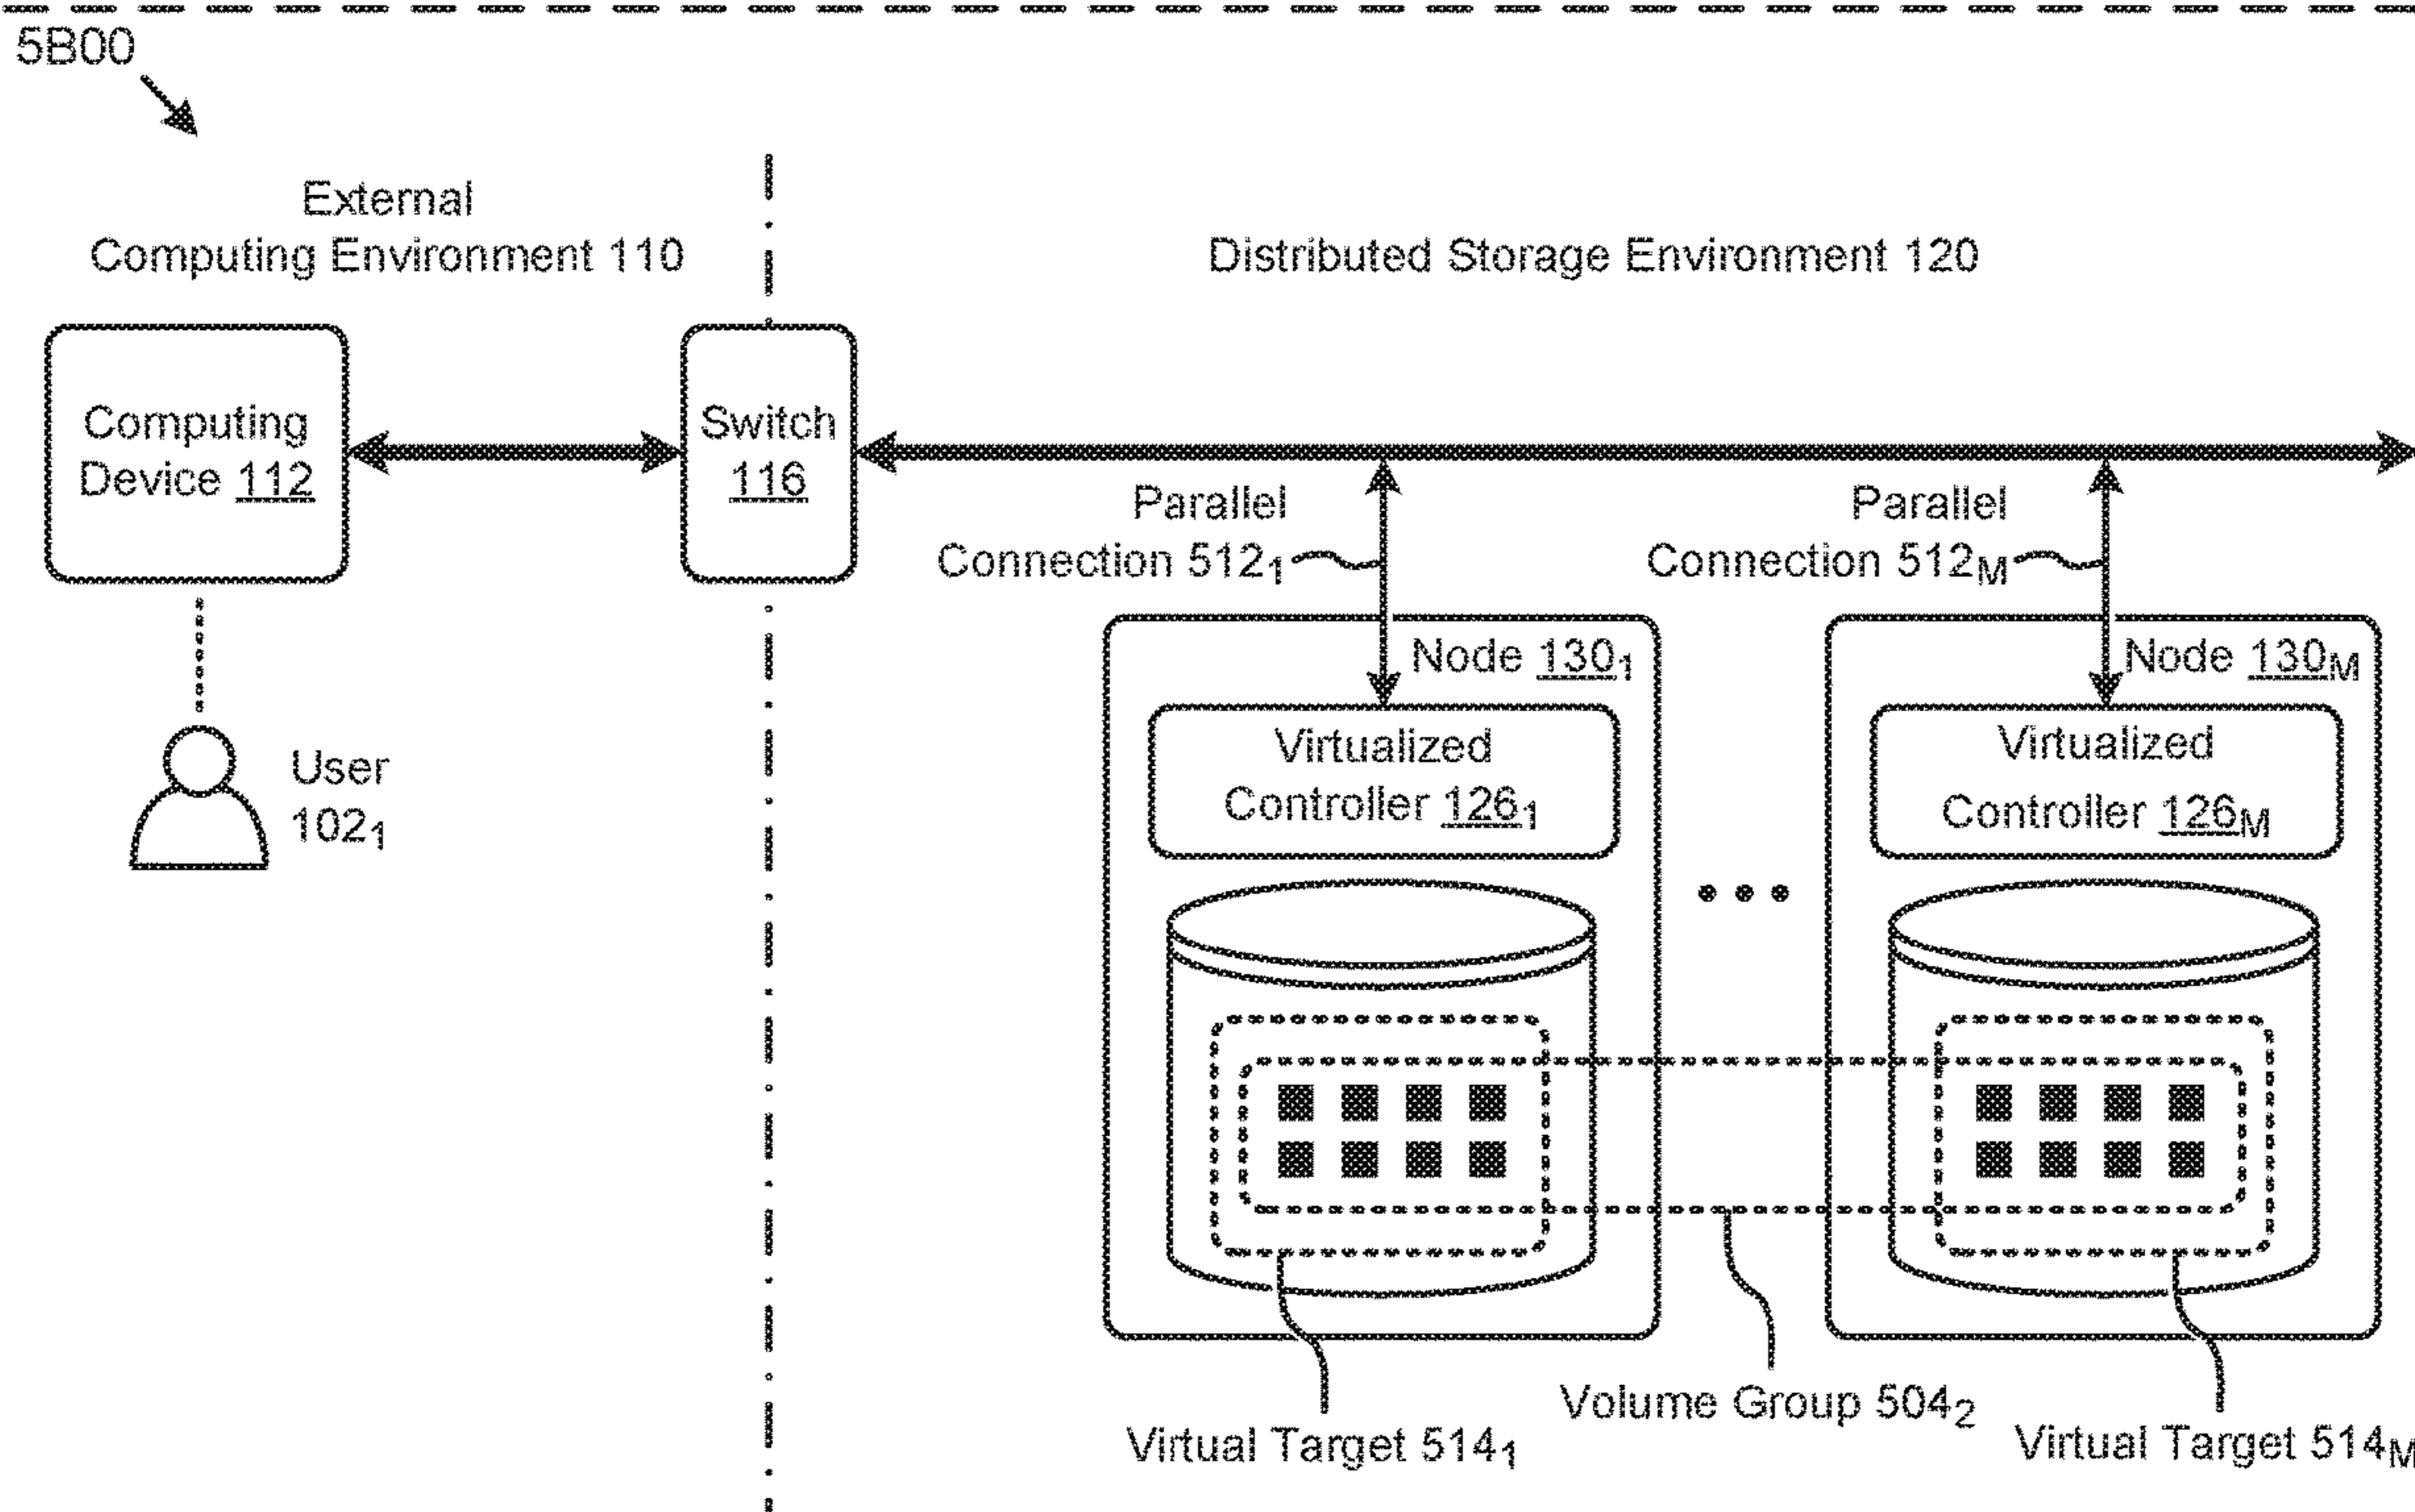 5B00
External
Computing Environment 110
Distributed Storage Environment 120
Computing
Device 112
Switch
116
Parallel
Connection 512₁
Parallel
Connection 512M
User
102₁
Node 130₁
Virtualized
Controller 126₁
Node 130M
Virtualized
Controller 126M
Virtual Target 514₁
Volume Group 504₂
Virtual Target 514M